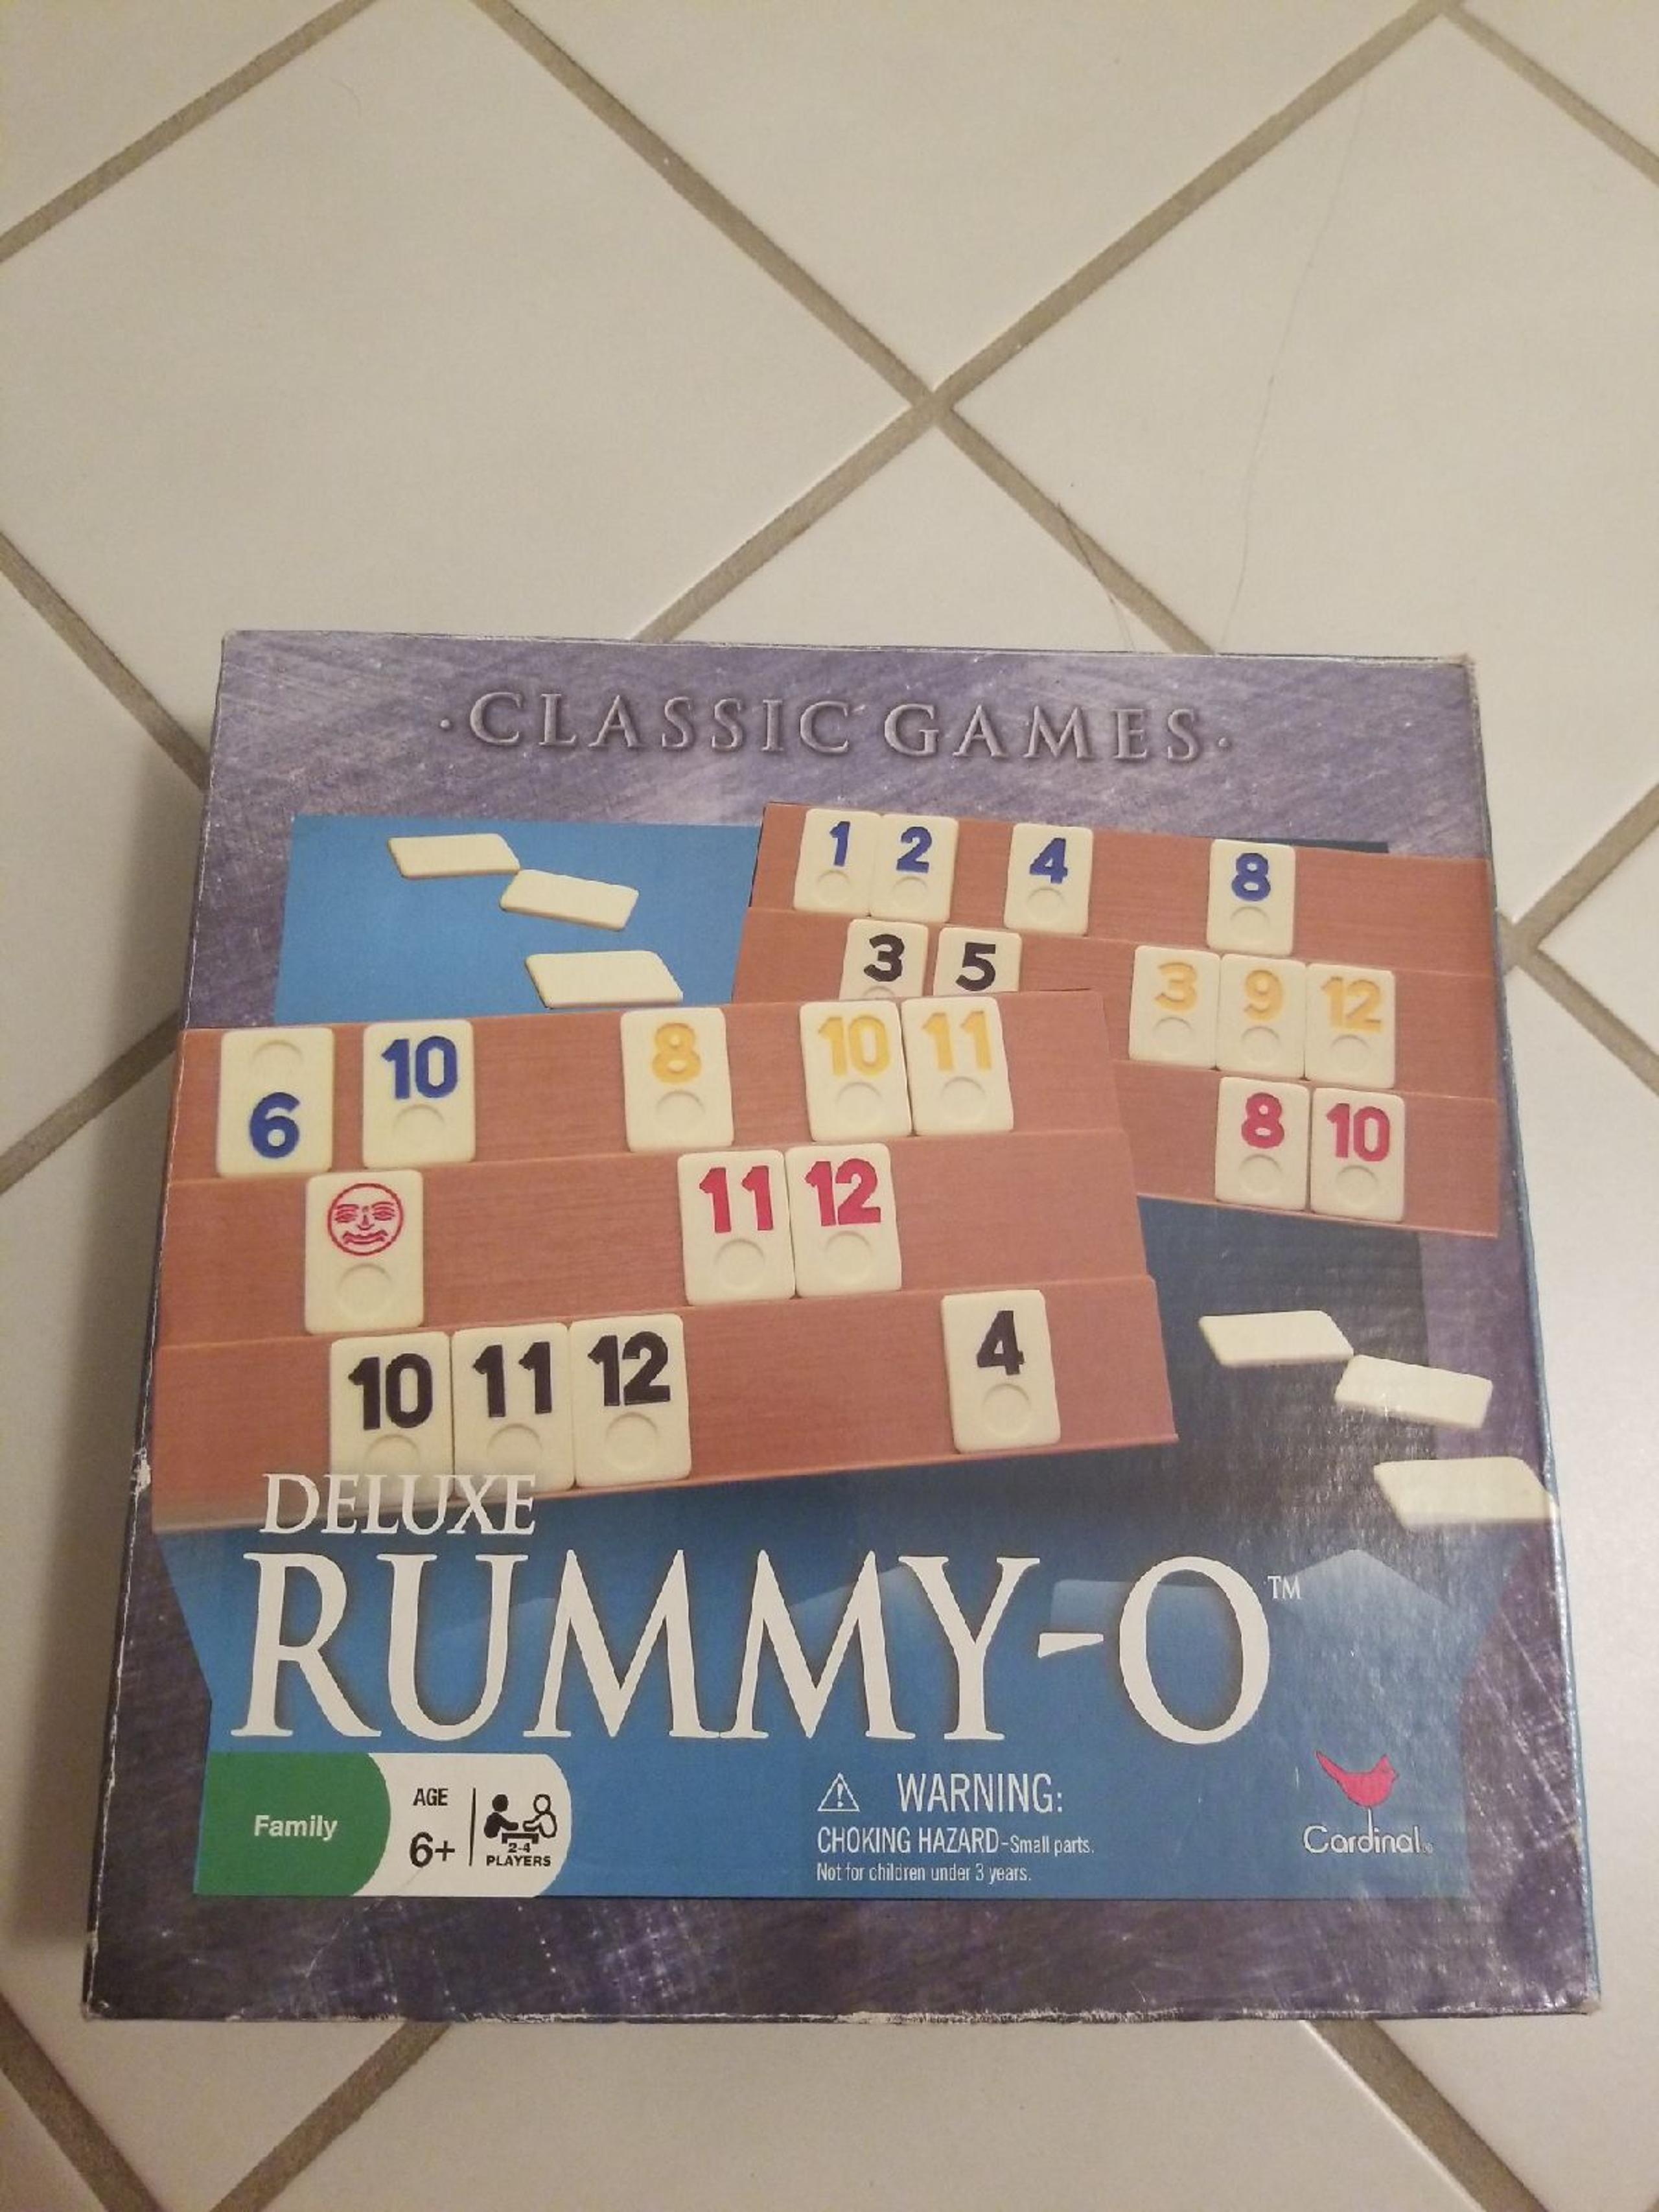 ·CLASSIC GAMES·
1 2 4 8
3 5 3 9 12
8 10
6 10 8 10 11
11 12
10 11 12 4
DELUXE
RUMMY-O™
Family
AGE
6+
2-4
PLAYERS
WARNING:
CHOKING HAZARD-Small parts.
Not for children under 3 years.
Cardinal